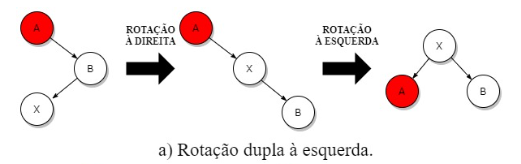 A
B
X
ROTAÇÃO
À DIREITA
A
X
B
ROTAÇÃO
À ESQUERDA
X
A
B
a) Rotação dupla à esquerda.